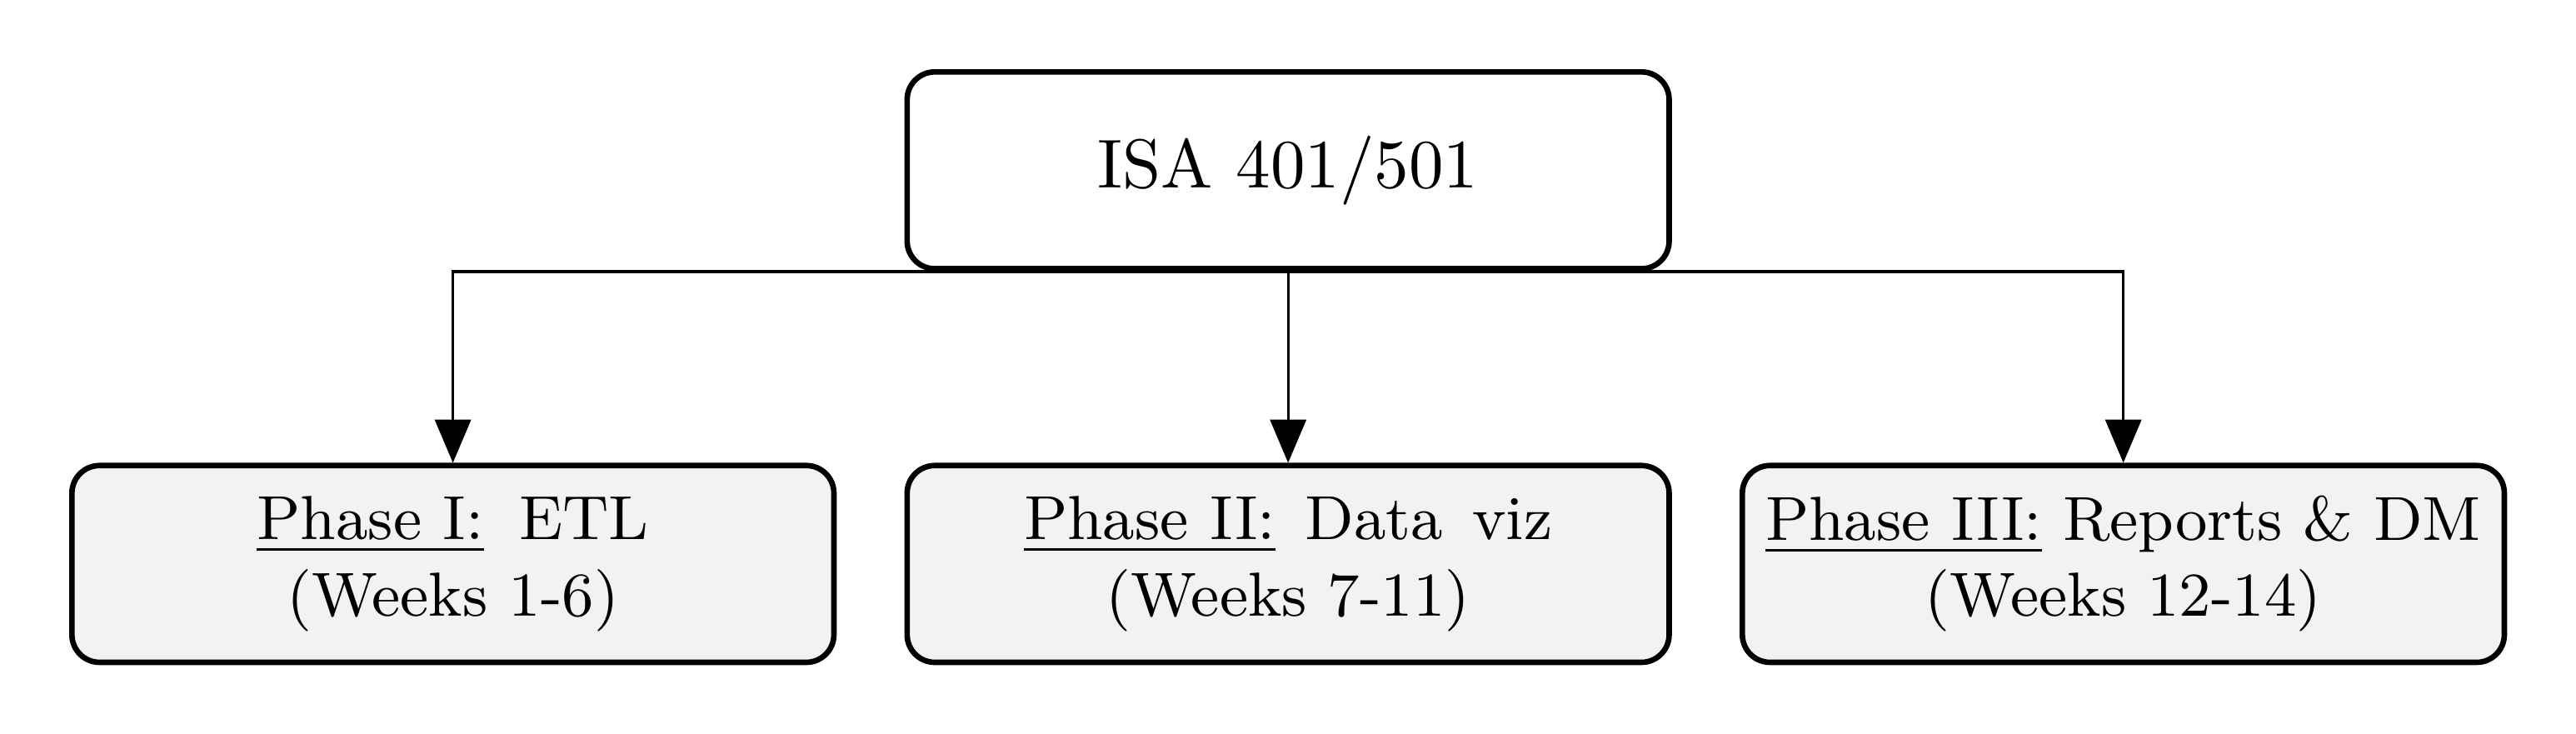 ISA 401/501
Phase I: ETL
(Weeks 1-6)
Phase II: Data viz
(Weeks 7-11)
Phase III: Reports & DM
(Weeks 12-14)